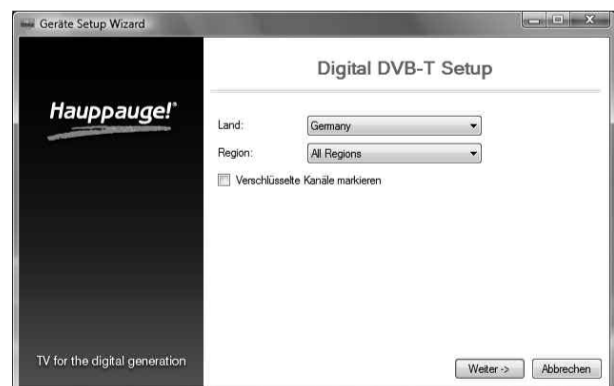 Geräte Setup Wizard
Hauppauge!®
Digital DVB-T Setup
Land: Germany
Region: All Regions
Verschlüsselte Kanäle markieren
TV for the digital generation
Weiter -> Abbrechen